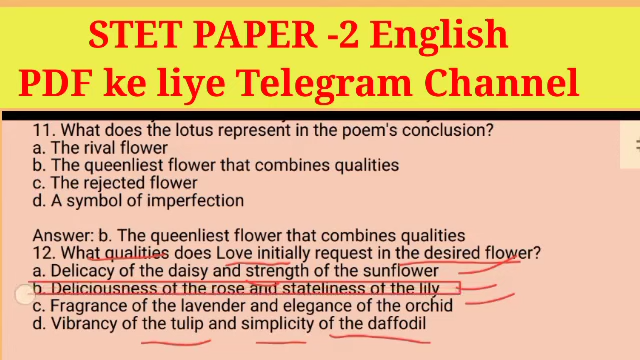 STET PAPER -2 English
PDF ke liye Telegram Channel
11. What does the lotus represent in the poem's conclusion?
a. The rival flower
b. The queenliest flower that combines qualities
c. The rejected flower
d. A symbol of imperfection
Answer: b. The queenliest flower that combines qualities
12. What qualities does Love initially request in the desired flower?
a. Delicacy of the daisy and strength of the sunflower
b. Deliciousness of the rose and stateliness of the lily
c. Fragrance of the lavender and elegance of the orchid
d. Vibrancy of the tulip and simplicity of the daffodil